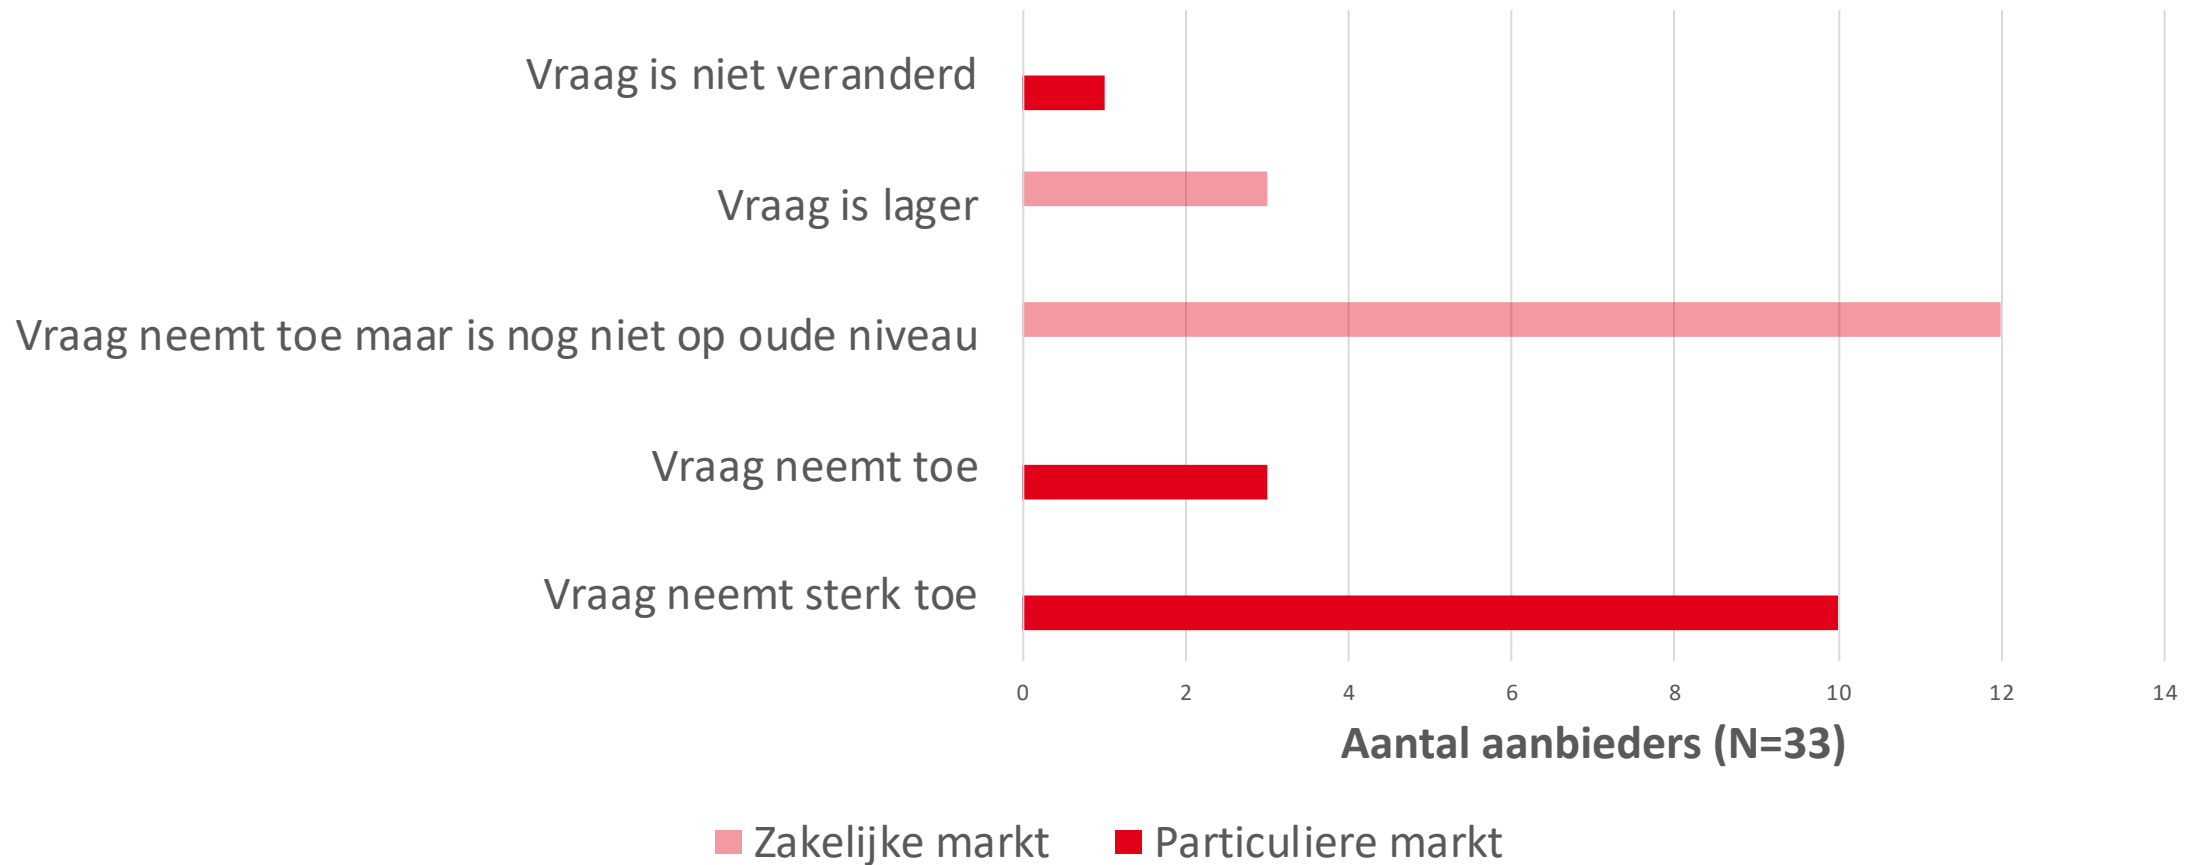 Vraag is niet veranderd
Vraag is lager
Vraag neemt toe maar is nog niet op oude niveau
Vraag neemt toe
Vraag neemt sterk toe
0 2 4 6 8 10 12 14
Aantal aanbieders (N=33)
Zakelijke markt Particuliere markt